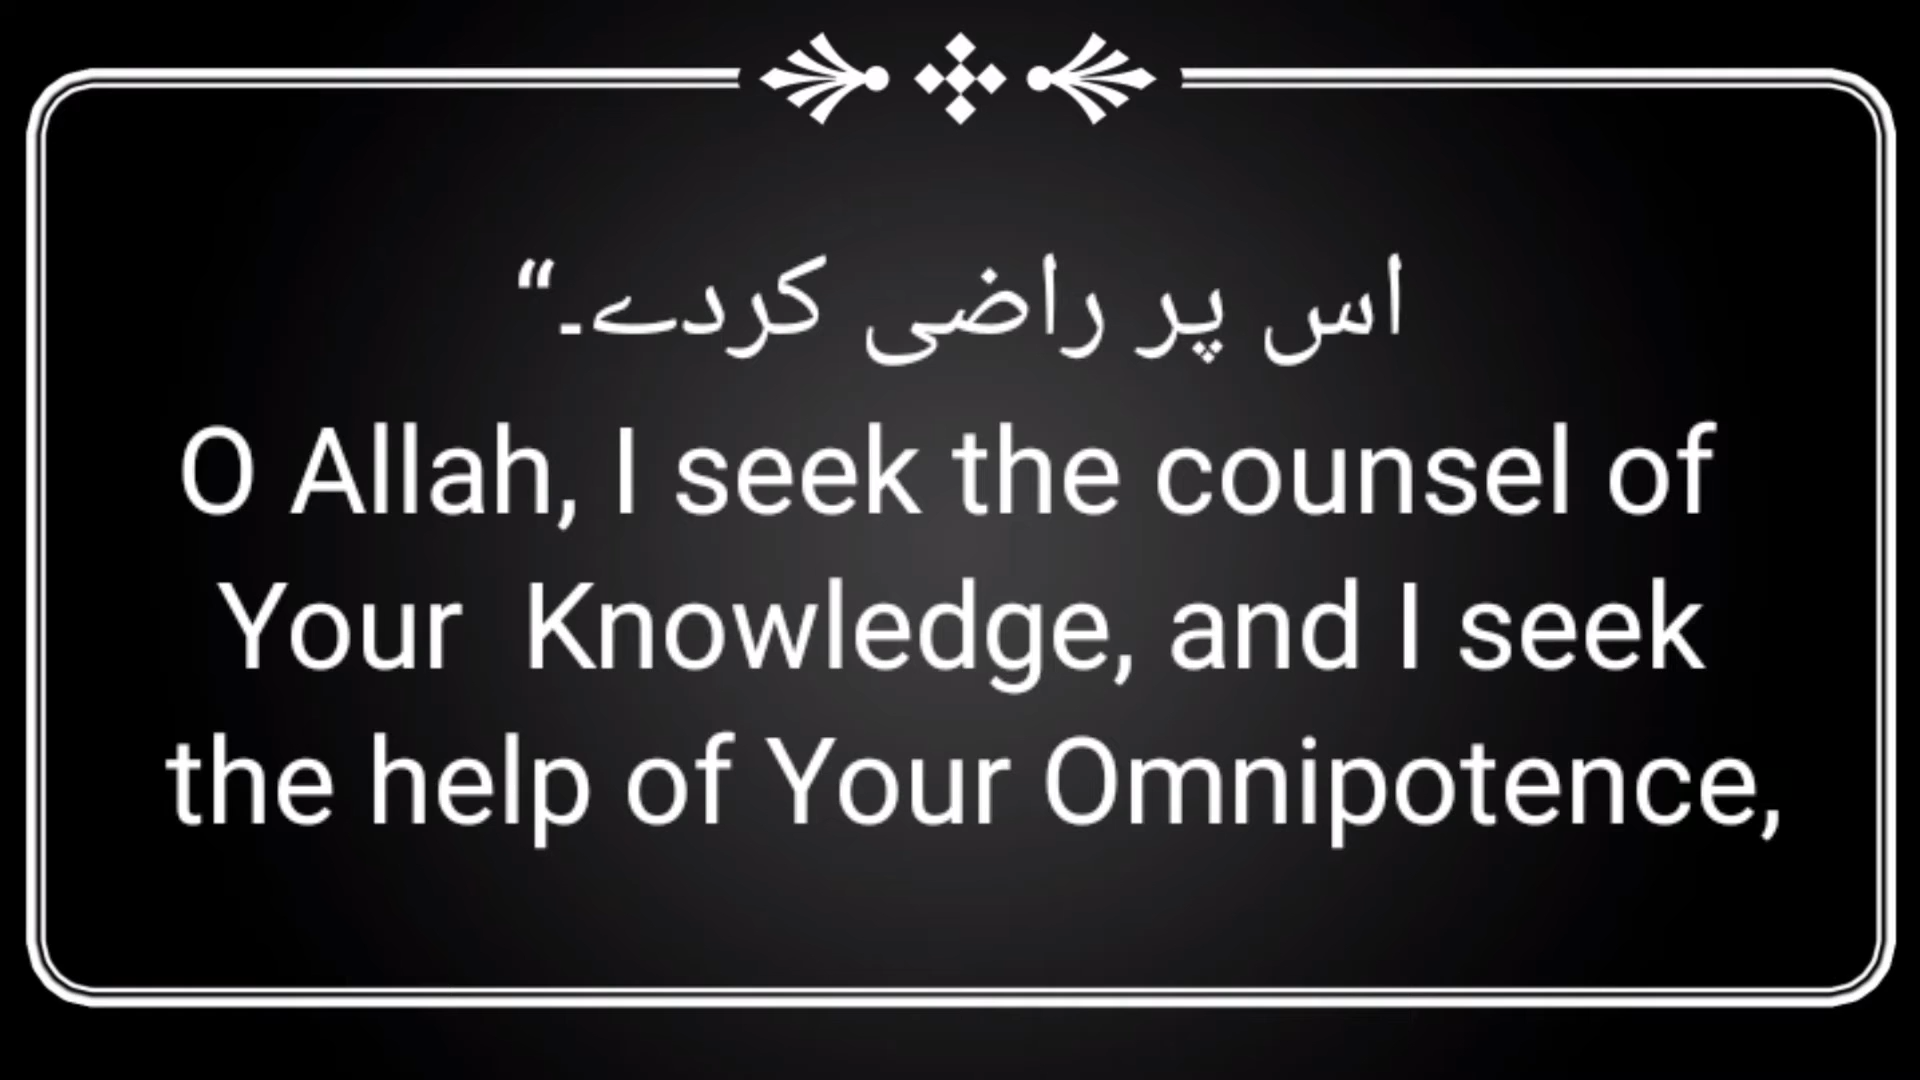 اس پر راضی کردے۔“
O Allah, I seek the counsel of
Your  Knowledge, and I seek
the help of Your Omnipotence,